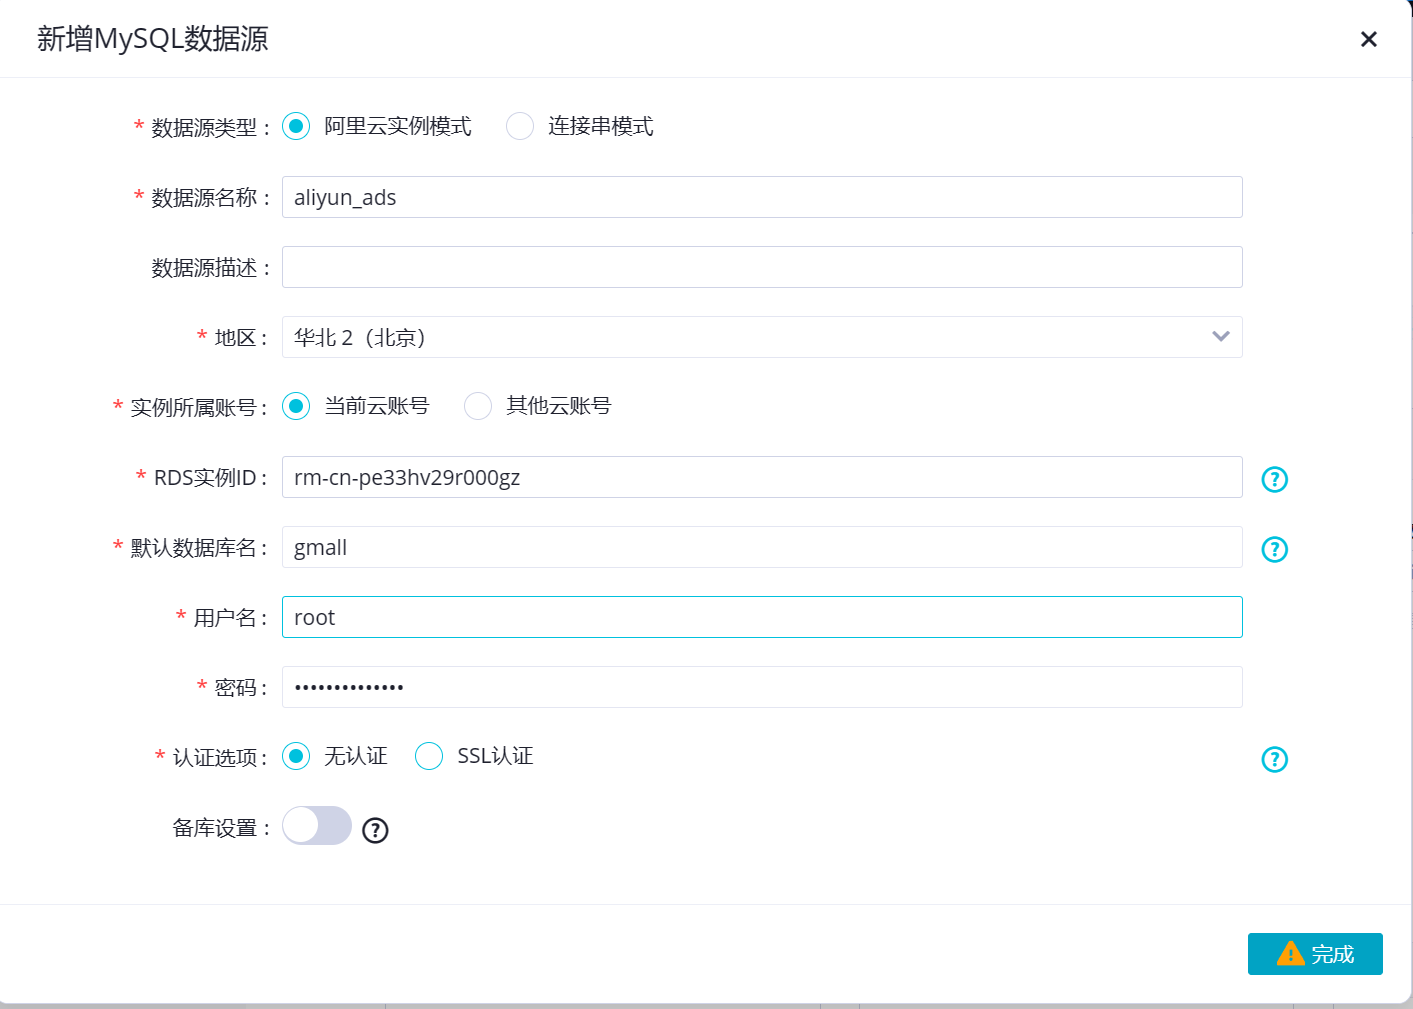 新增MySQL数据源
* 数据源类型： 阿里云实例模式 连接串模式
* 数据源名称： aliyun_ads
数据源描述：
* 地区： 华北 2（北京）
* 实例所属账号： 当前云账号 其他云账号
* RDS实例ID： rm-cn-pe33hv29r000gz
* 默认数据库名： gmall
* 用户名： root
* 密码： ••••••••••••••
* 认证选项： 无认证 SSL认证
备库设置：
完成